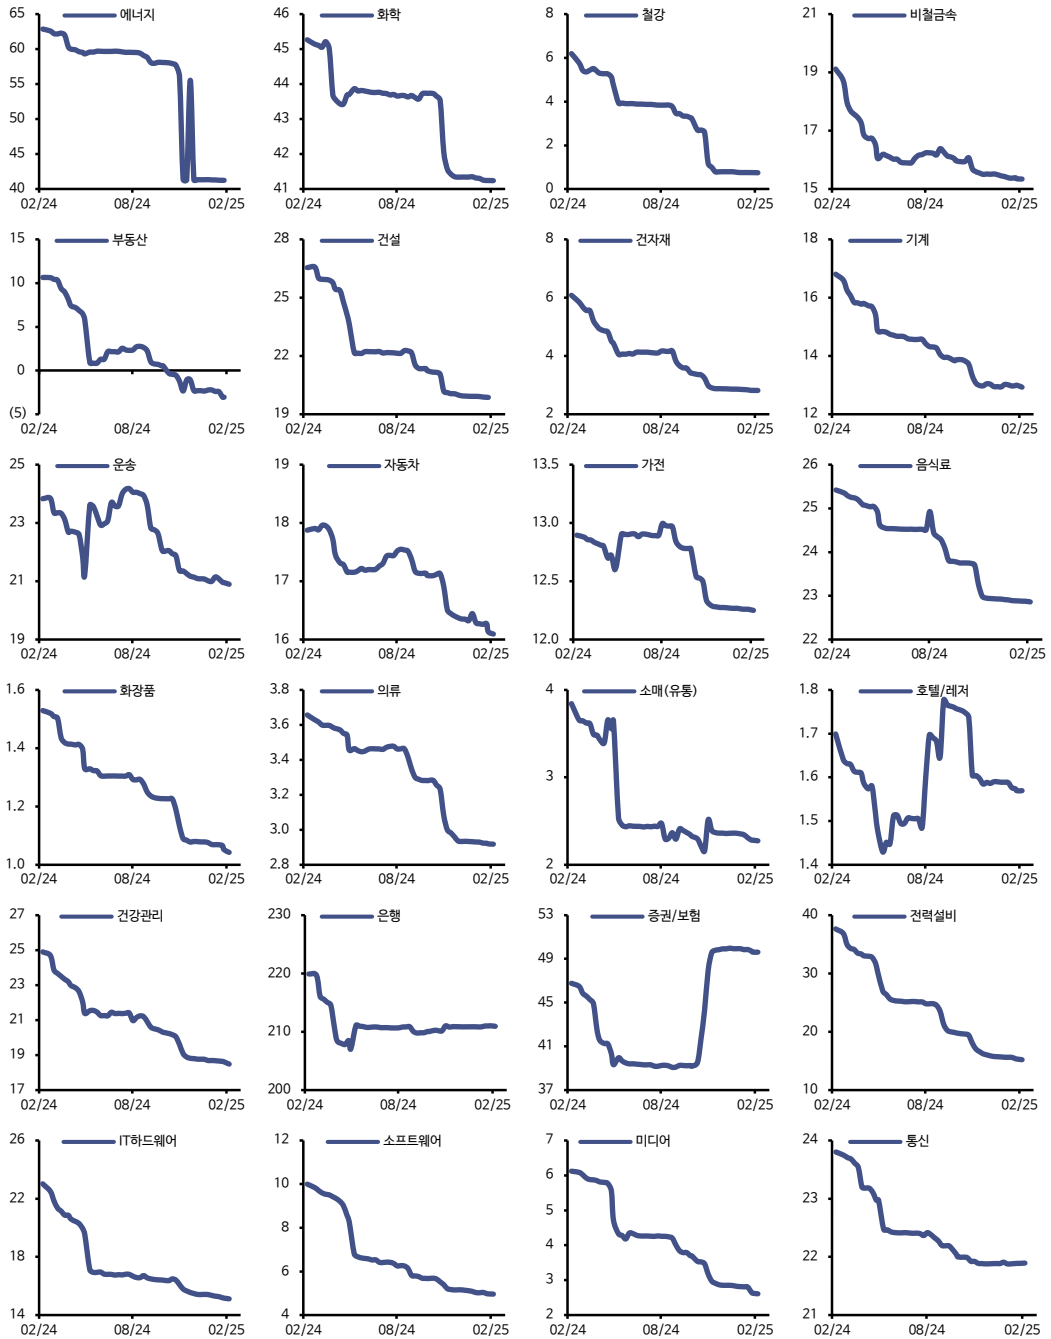 에너지
65
60
55
50
45
40
02/24 08/24 02/25
화학
46
45
44
43
42
41
02/24 08/24 02/25
철강
8
6
4
2
0
02/24 08/24 02/25
비철금속
21
19
17
15
02/24 08/24 02/25
부동산
15
10
5
0
(5)
02/24 08/24 02/25
건설
28
25
22
19
02/24 08/24 02/25
건자재
8
6
4
2
02/24 08/24 02/25
기계
18
16
14
12
02/24 08/24 02/25
운송
25
23
21
19
02/24 08/24 02/25
자동차
19
18
17
16
02/24 08/24 02/25
가전
13.5
13.0
12.5
12.0
02/24 08/24 02/25
음식료
26
25
24
23
22
02/24 08/24 02/25
화장품
1.6
1.4
1.2
1.0
02/24 08/24 02/25
의류
3.8
3.6
3.4
3.2
3.0
2.8
02/24 08/24 02/25
소매(유통)
4
3
2
02/24 08/24 02/25
호텔/레저
1.8
1.7
1.6
1.5
1.4
02/24 08/24 02/25
건강관리
27
25
23
21
19
17
02/24 08/24 02/25
은행
230
220
210
200
02/24 08/24 02/25
증권/보험
53
49
45
41
37
02/24 08/24 02/25
전력설비
40
30
20
10
02/24 08/24 02/25
IT하드웨어
26
22
18
14
02/24 08/24 02/25
소프트웨어
12
10
8
6
4
02/24 08/24 02/25
미디어
7
6
5
4
3
2
02/24 08/24 02/25
통신
24
23
22
21
02/24 08/24 02/25